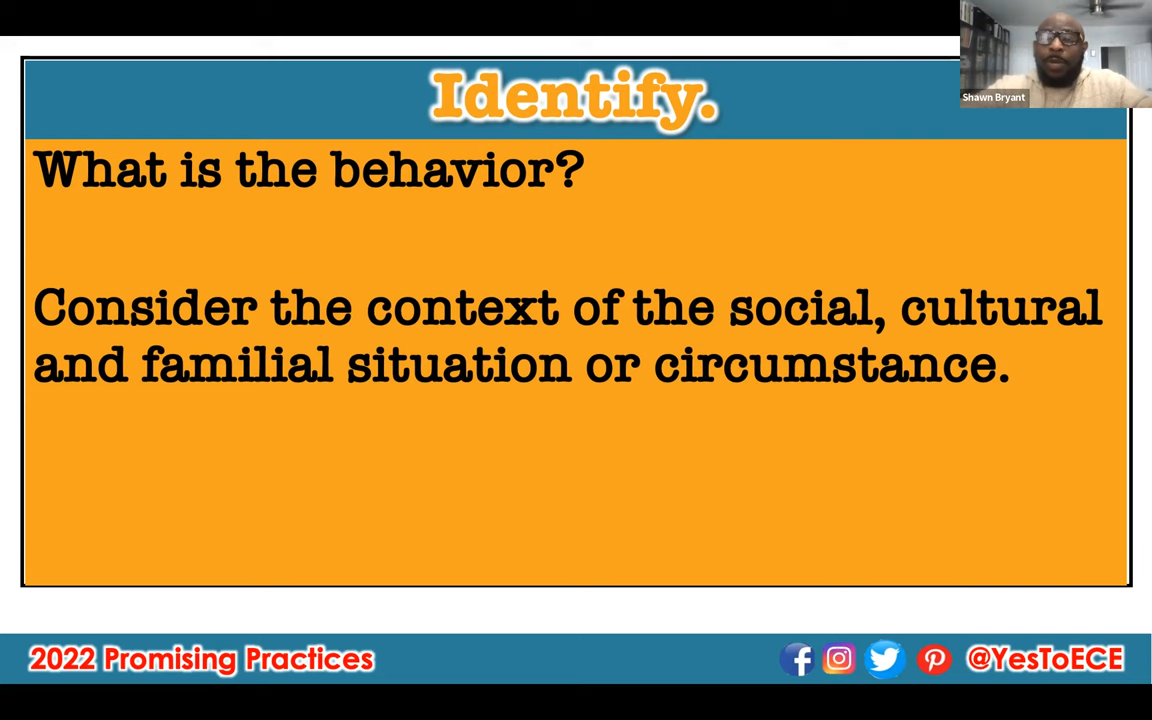 Identify.
Shawn Bryant
What is the behavior?
Consider the context of the social, cultural
and familial situation or circumstance.
2022 Promising Practices
@YesToECE